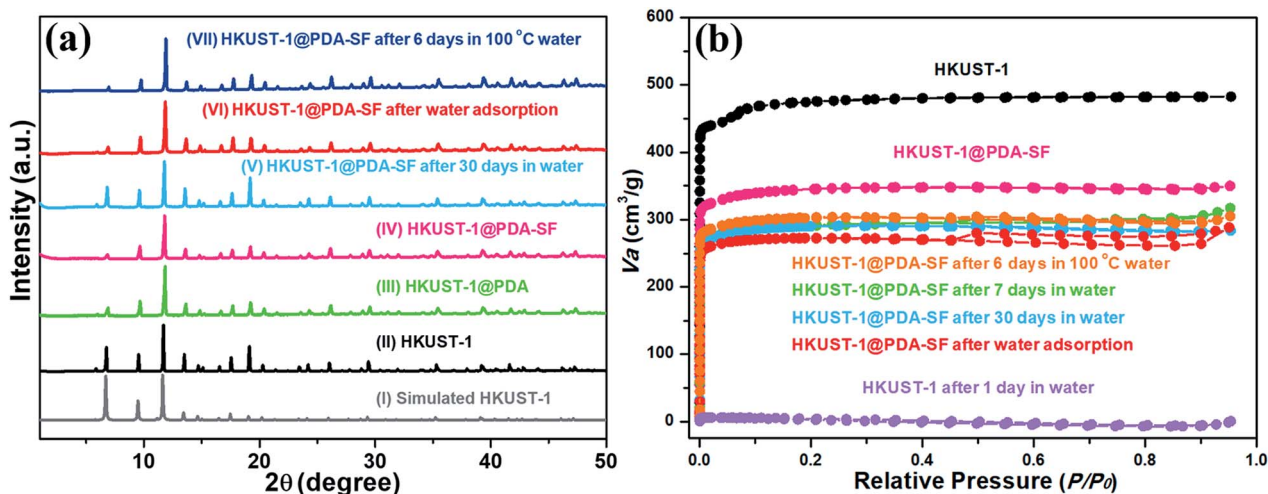 (a)
(VII) HKUST-1@PDA-SF after 6 days in 100 °C water
(VI) HKUST-1@PDA-SF after water adsorption
(V) HKUST-1@PDA-SF after 30 days in water
(IV) HKUST-1@PDA-SF
(III) HKUST-1@PDA
(II) HKUST-1
(I) Simulated HKUST-1
Intensity (a.u.)
10 20 30 40 50
2θ (degree)
(b)
600
500
400
300
200
100
0
Va (cm³/g)
HKUST-1
HKUST-1@PDA-SF
HKUST-1@PDA-SF after 6 days in 100 °C water
HKUST-1@PDA-SF after 7 days in water
HKUST-1@PDA-SF after 30 days in water
HKUST-1@PDA-SF after water adsorption
HKUST-1 after 1 day in water
0.0 0.2 0.4 0.6 0.8 1.0
Relative Pressure (P/P₀)